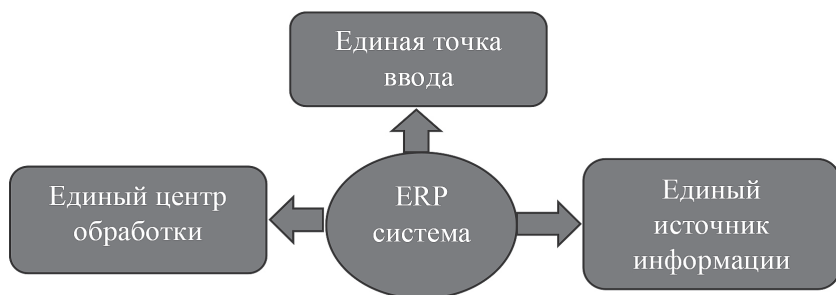 Единая точка
ввода
Единый центр
обработки
ERP
система
Единый
источник
информации